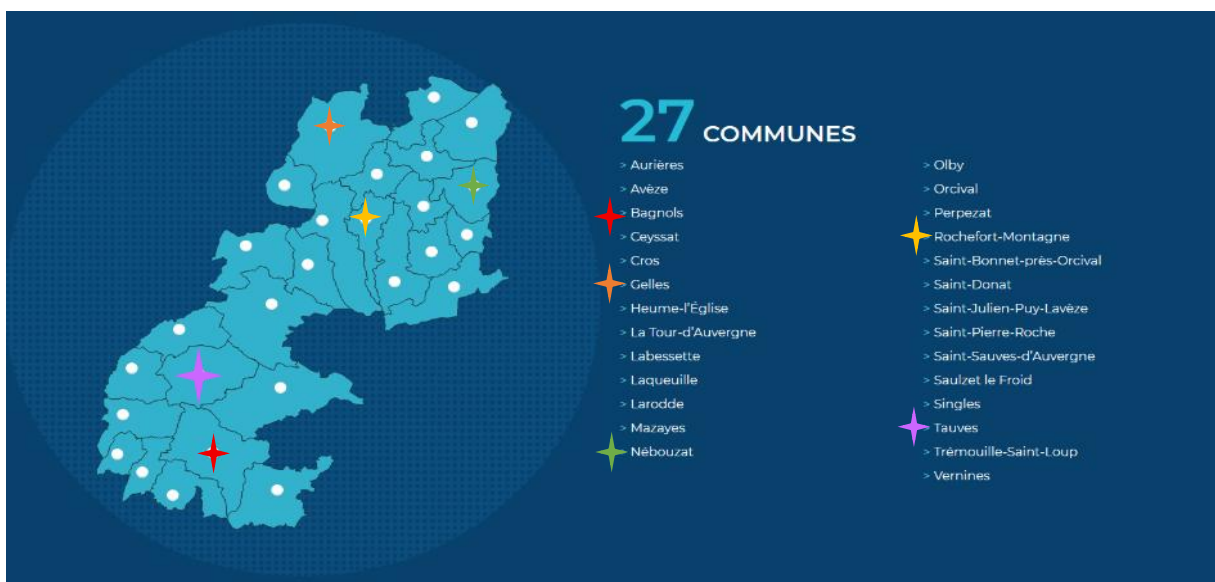 27 COMMUNES
> Aurières
> Avèze
> Bagnols
> Ceyssat
> Cros
> Gelles
> Heume-l'Église
> La Tour-d'Auvergne
> Labessette
> Laqueuille
> Larodde
> Mazayes
> Nébouzat
> Olby
> Orcival
> Perpezat
Rochefort-Montagne
> Saint-Bonnet-près-Orcival
> Saint-Donat
> Saint-Julien-Puy-Lavèze
> Saint-Pierre-Roche
> Saint-Sauves-d'Auvergne
> Saulzet le Froid
> Singles
> Tauves
> Trémouille-Saint-Loup
> Vernines